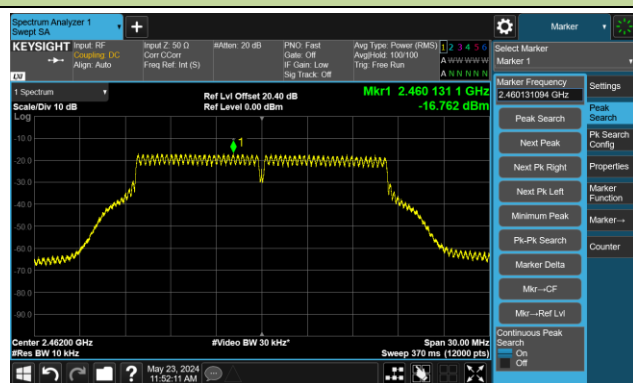 Spectrum Analyzer 1
Swept SA
+
Marker
KEYSIGHT
Input: RF
Coupling: DC
Align: Auto
Input Z: 50 Ω
Corr CCorr
Freq Ref: Int (S)
#Atten: 20 dB
PNO: Fast
Gate: Off
IF Gain: Low
Sig Track: Off
Avg Type: Power (RMS)
Avg|Hold: 100/100
Trig: Free Run
1 2 3 4 5 6
A W W W W W
A N N N N N
LXI
Select Marker
Marker 1
1 Spectrum
Scale/Div 10 dB
Log
Ref Lvl Offset 20.40 dB
Ref Level 0.00 dBm
Mkr1 2.460 131 1 GHz
-16.762 dBm
1
-10.0
-20.0
-30.0
-40.0
-50.0
-60.0
-70.0
-80.0
-90.0
Center 2.46200 GHz
#Res BW 10 kHz
#Video BW 30 kHz*
Span 30.00 MHz
Sweep 370 ms (12000 pts)
Marker Frequency
2.460131094 GHz
Peak Search
Next Peak
Next Pk Right
Next Pk Left
Minimum Peak
Pk-Pk Search
Marker Delta
Mkr→CF
Mkr→Ref Lvl
Continuous Peak
Search
On
Off
Settings
Peak
Search
Pk Search
Config
Properties
Marker
Function
Marker→
Counter
?
May 23, 2024
11:52:11 AM